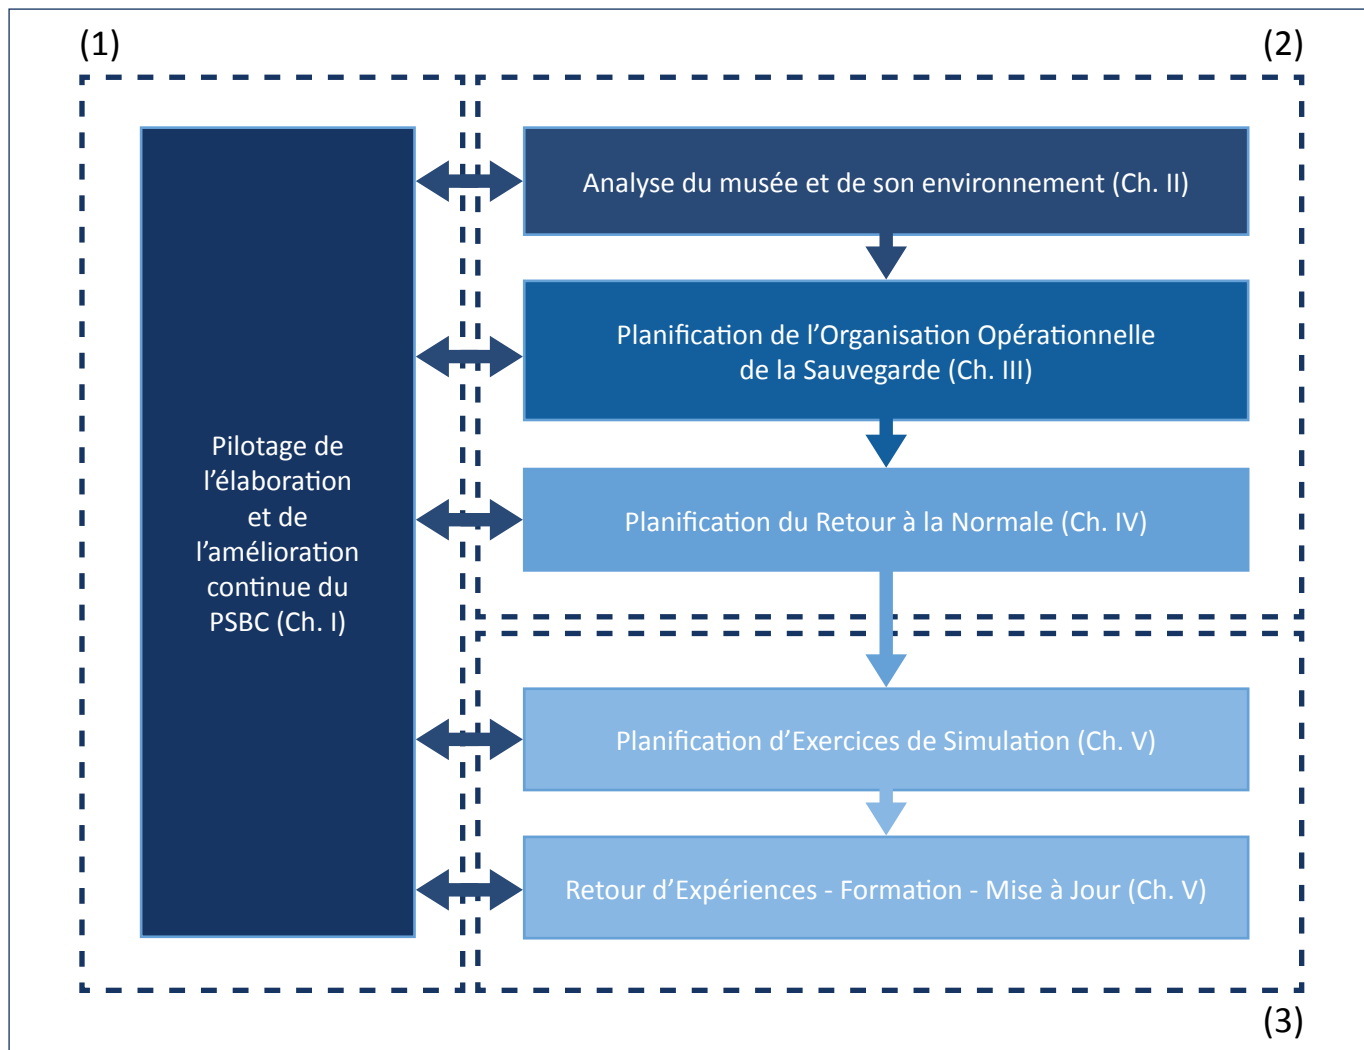 (1)
(2)
Analyse du musée et de son environnement (Ch. II)
Planification de l’Organisation Opérationnelle
de la Sauvegarde (Ch. III)
Pilotage de
l’élaboration
et de
l’amélioration
continue du
PSBC (Ch. I)
Planification du Retour à la Normale (Ch. IV)
Planification d’Exercices de Simulation (Ch. V)
Retour d’Expériences - Formation - Mise à Jour (Ch. V)
(3)